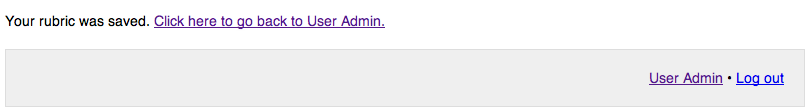 Your rubric was saved. Click here to go back to User Admin.
User Admin • Log out